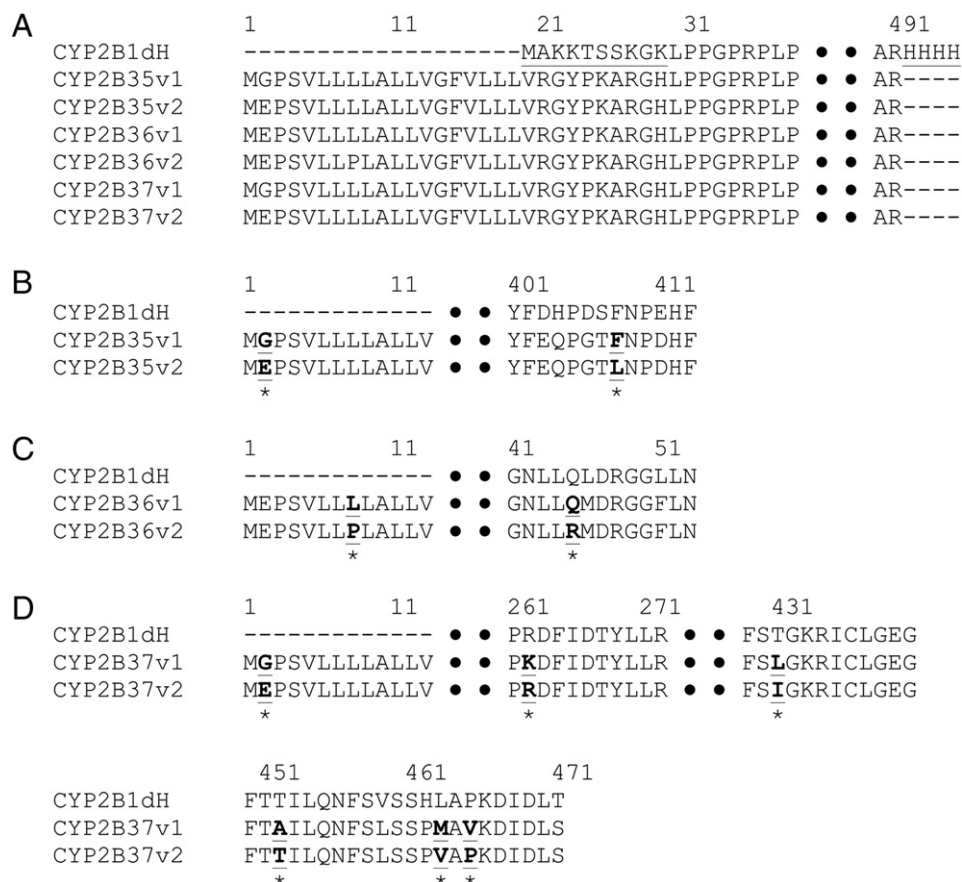 A
1 11 21 31 491
CYP2B1dH -------------------MAKKTSSKGKLPPGPRPLP ● ● ARHHHH
CYP2B35v1 MGPSVLLLLALLVGFVLLLVRGYPKARGHLPPGPRPLP ● ● AR----
CYP2B35v2 MEPSVLLLLALLVGFVLLLVRGYPKARGHLPPGPRPLP ● ● AR----
CYP2B36v1 MEPSVLLLLALLVGFVLLLVRGYPKARGHLPPGPRPLP ● ● AR----
CYP2B36v2 MEPSVLLPLALLVGFVLLLVRGYPKARGHLPPGPRPLP ● ● AR----
CYP2B37v1 MGPSVLLLLALLVGFVLLLVRGYPKARGHLPPGPRPLP ● ● AR----
CYP2B37v2 MEPSVLLLLALLVGFVLLLVRGYPKARGHLPPGPRPLP ● ● AR----
B
1 11 401 411
CYP2B1dH ------------- ● ● YFDHPDSFNPEHF
CYP2B35v1 MGPSVLLLLALLV ● ● YFEQPGTFNPDHF
CYP2B35v2 MEPSVLLLLALLV ● ● YFEQPGTLNPDHF
* *
C
1 11 41 51
CYP2B1dH ------------- ● ● GNLLQLDRGGLLN
CYP2B36v1 MEPSVLLLLALLV ● ● GNLLQMDRGGFLN
CYP2B36v2 MEPSVLLPLALLV ● ● GNLLRMDRGGFLN
* *
D
1 11 261 271 431
CYP2B1dH ------------- ● ● PRDFIDTYLLR ● ● FSTGKRICLGEG
CYP2B37v1 MGPSVLLLLALLV ● ● PKDFIDTYLLR ● ● FSLGKRICLGEG
CYP2B37v2 MEPSVLLLLALLV ● ● PRDFIDTYLLR ● ● FSIGKRICLGEG
* * *
451 461 471
CYP2B1dH FTTILQNFSVSSHLAPKDIDLT
CYP2B37v1 FTAILQNFSLSSPMAVKDIDLS
CYP2B37v2 FTTILQNFSLSSPVAPKDIDLS
* * *